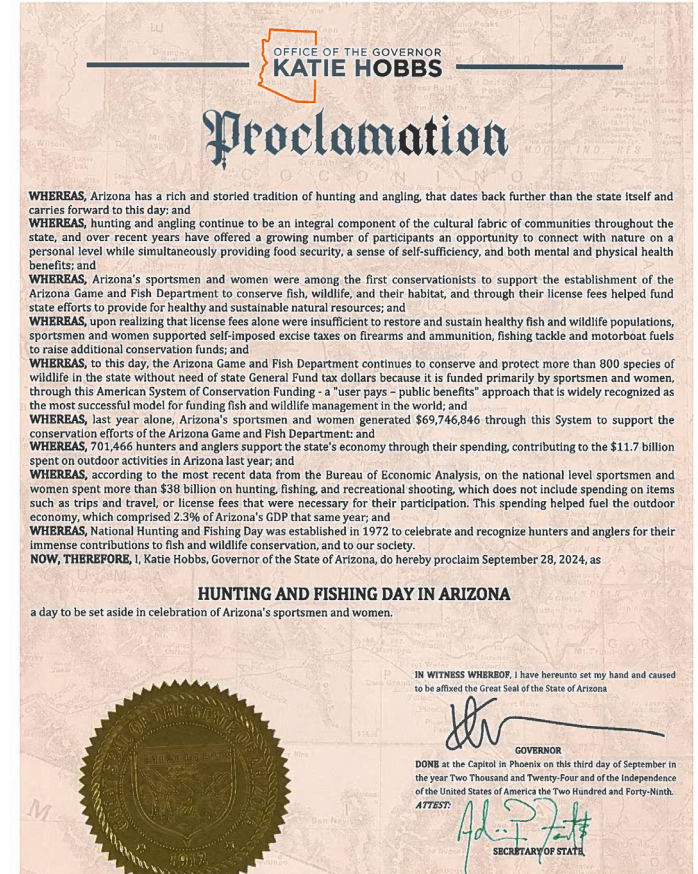 OFFICE OF THE GOVERNOR
KATIE HOBBS
Proclamation
WHEREAS, Arizona has a rich and storied tradition of hunting and angling, that dates back further than the state itself and
carries forward to this day: and
WHEREAS, hunting and angling continue to be an integral component of the cultural fabric of communities throughout the
state, and over recent years have offered a growing number of participants an opportunity to connect with nature on a
personal level while simultaneously providing food security, a sense of self-sufficiency, and both mental and physical health
benefits; and
WHEREAS, Arizona's sportsmen and women were among the first conservationists to support the establishment of the
Arizona Game and Fish Department to conserve fish, wildlife, and their habitat, and through their license fees helped fund
state efforts to provide for healthy and sustainable natural resources; and
WHEREAS, upon realizing that license fees alone were insufficient to restore and sustain healthy fish and wildlife populations,
sportsmen and women supported self-imposed excise taxes on firearms and ammunition, fishing tackle and motorboat fuels
to raise additional conservation funds; and
WHEREAS, to this day, the Arizona Game and Fish Department continues to conserve and protect more than 800 species of
wildlife in the state without need of state General Fund tax dollars because it is funded primarily by sportsmen and women,
through this American System of Conservation Funding - a "user pays – public benefits" approach that is widely recognized as
the most successful model for funding fish and wildlife management in the world; and
WHEREAS, last year alone, Arizona's sportsmen and women generated $69,746,846 through this System to support the
conservation efforts of the Arizona Game and Fish Department: and
WHEREAS, 701,466 hunters and anglers support the state's economy through their spending, contributing to the $11.7 billion
spent on outdoor activities in Arizona last year; and
WHEREAS, according to the most recent data from the Bureau of Economic Analysis, on the national level sportsmen and
women spent more than $38 billion on hunting, fishing, and recreational shooting, which does not include spending on items
such as trips and travel, or license fees that were necessary for their participation. This spending helped fuel the outdoor
economy, which comprised 2.3% of Arizona's GDP that same year; and
WHEREAS, National Hunting and Fishing Day was established in 1972 to celebrate and recognize hunters and anglers for their
immense contributions to fish and wildlife conservation, and to our society.
NOW, THEREFORE, I, Katie Hobbs, Governor of the State of Arizona, do hereby proclaim September 28, 2024, as
HUNTING AND FISHING DAY IN ARIZONA
a day to be set aside in celebration of Arizona's sportsmen and women.
IN WITNESS WHEREOF, I have hereunto set my hand and caused
to be affixed the Great Seal of the State of Arizona
GOVERNOR
DONE at the Capitol in Phoenix on this third day of September in
the year Two Thousand and Twenty-Four and of the Independence
of the United States of America the Two Hundred and Forty-Ninth.
ATTEST:
SECRETARY OF STATE
1912